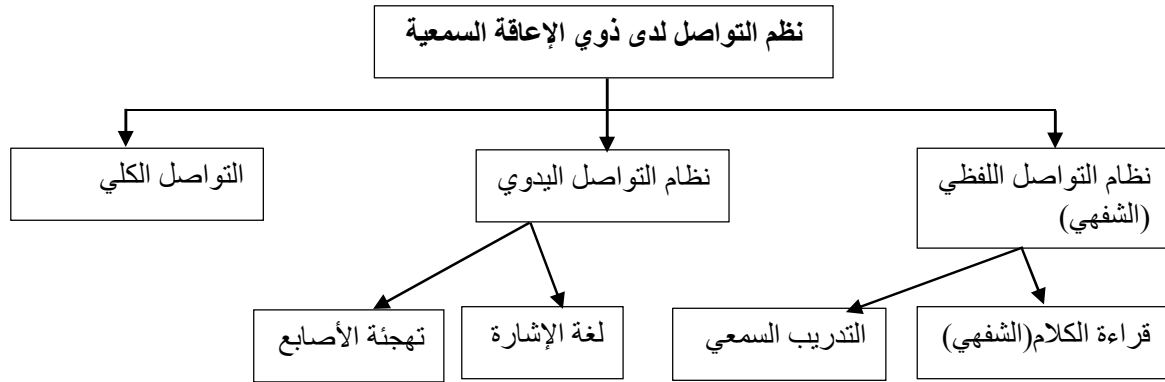 نظم التواصل لدى ذوي الإعاقة السمعية
نظام التواصل اللفظي
(الشفهي)
نظام التواصل اليدوي
التواصل الكلي
قراءة الكلام(الشفهي)
التدريب السمعي
لغة الإشارة
تهجئة الأصابع